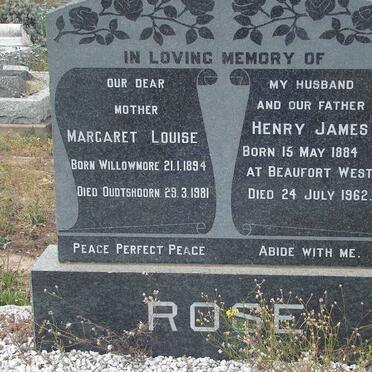 IN LOVING MEMORY OF
OUR DEAR
MOTHER
MARGARET LOUISE
BORN WILLOWMORE 21.1.1894
DIED OUDTSHOORN 29.3.1981
PEACE PERFECT PEACE
MY HUSBAND
AND OUR FATHER
HENRY JAMES
BORN 15 MAY 1884
AT BEAUFORT WEST
DIED 24 JULY 1962.
ABIDE WITH ME.
ROSE